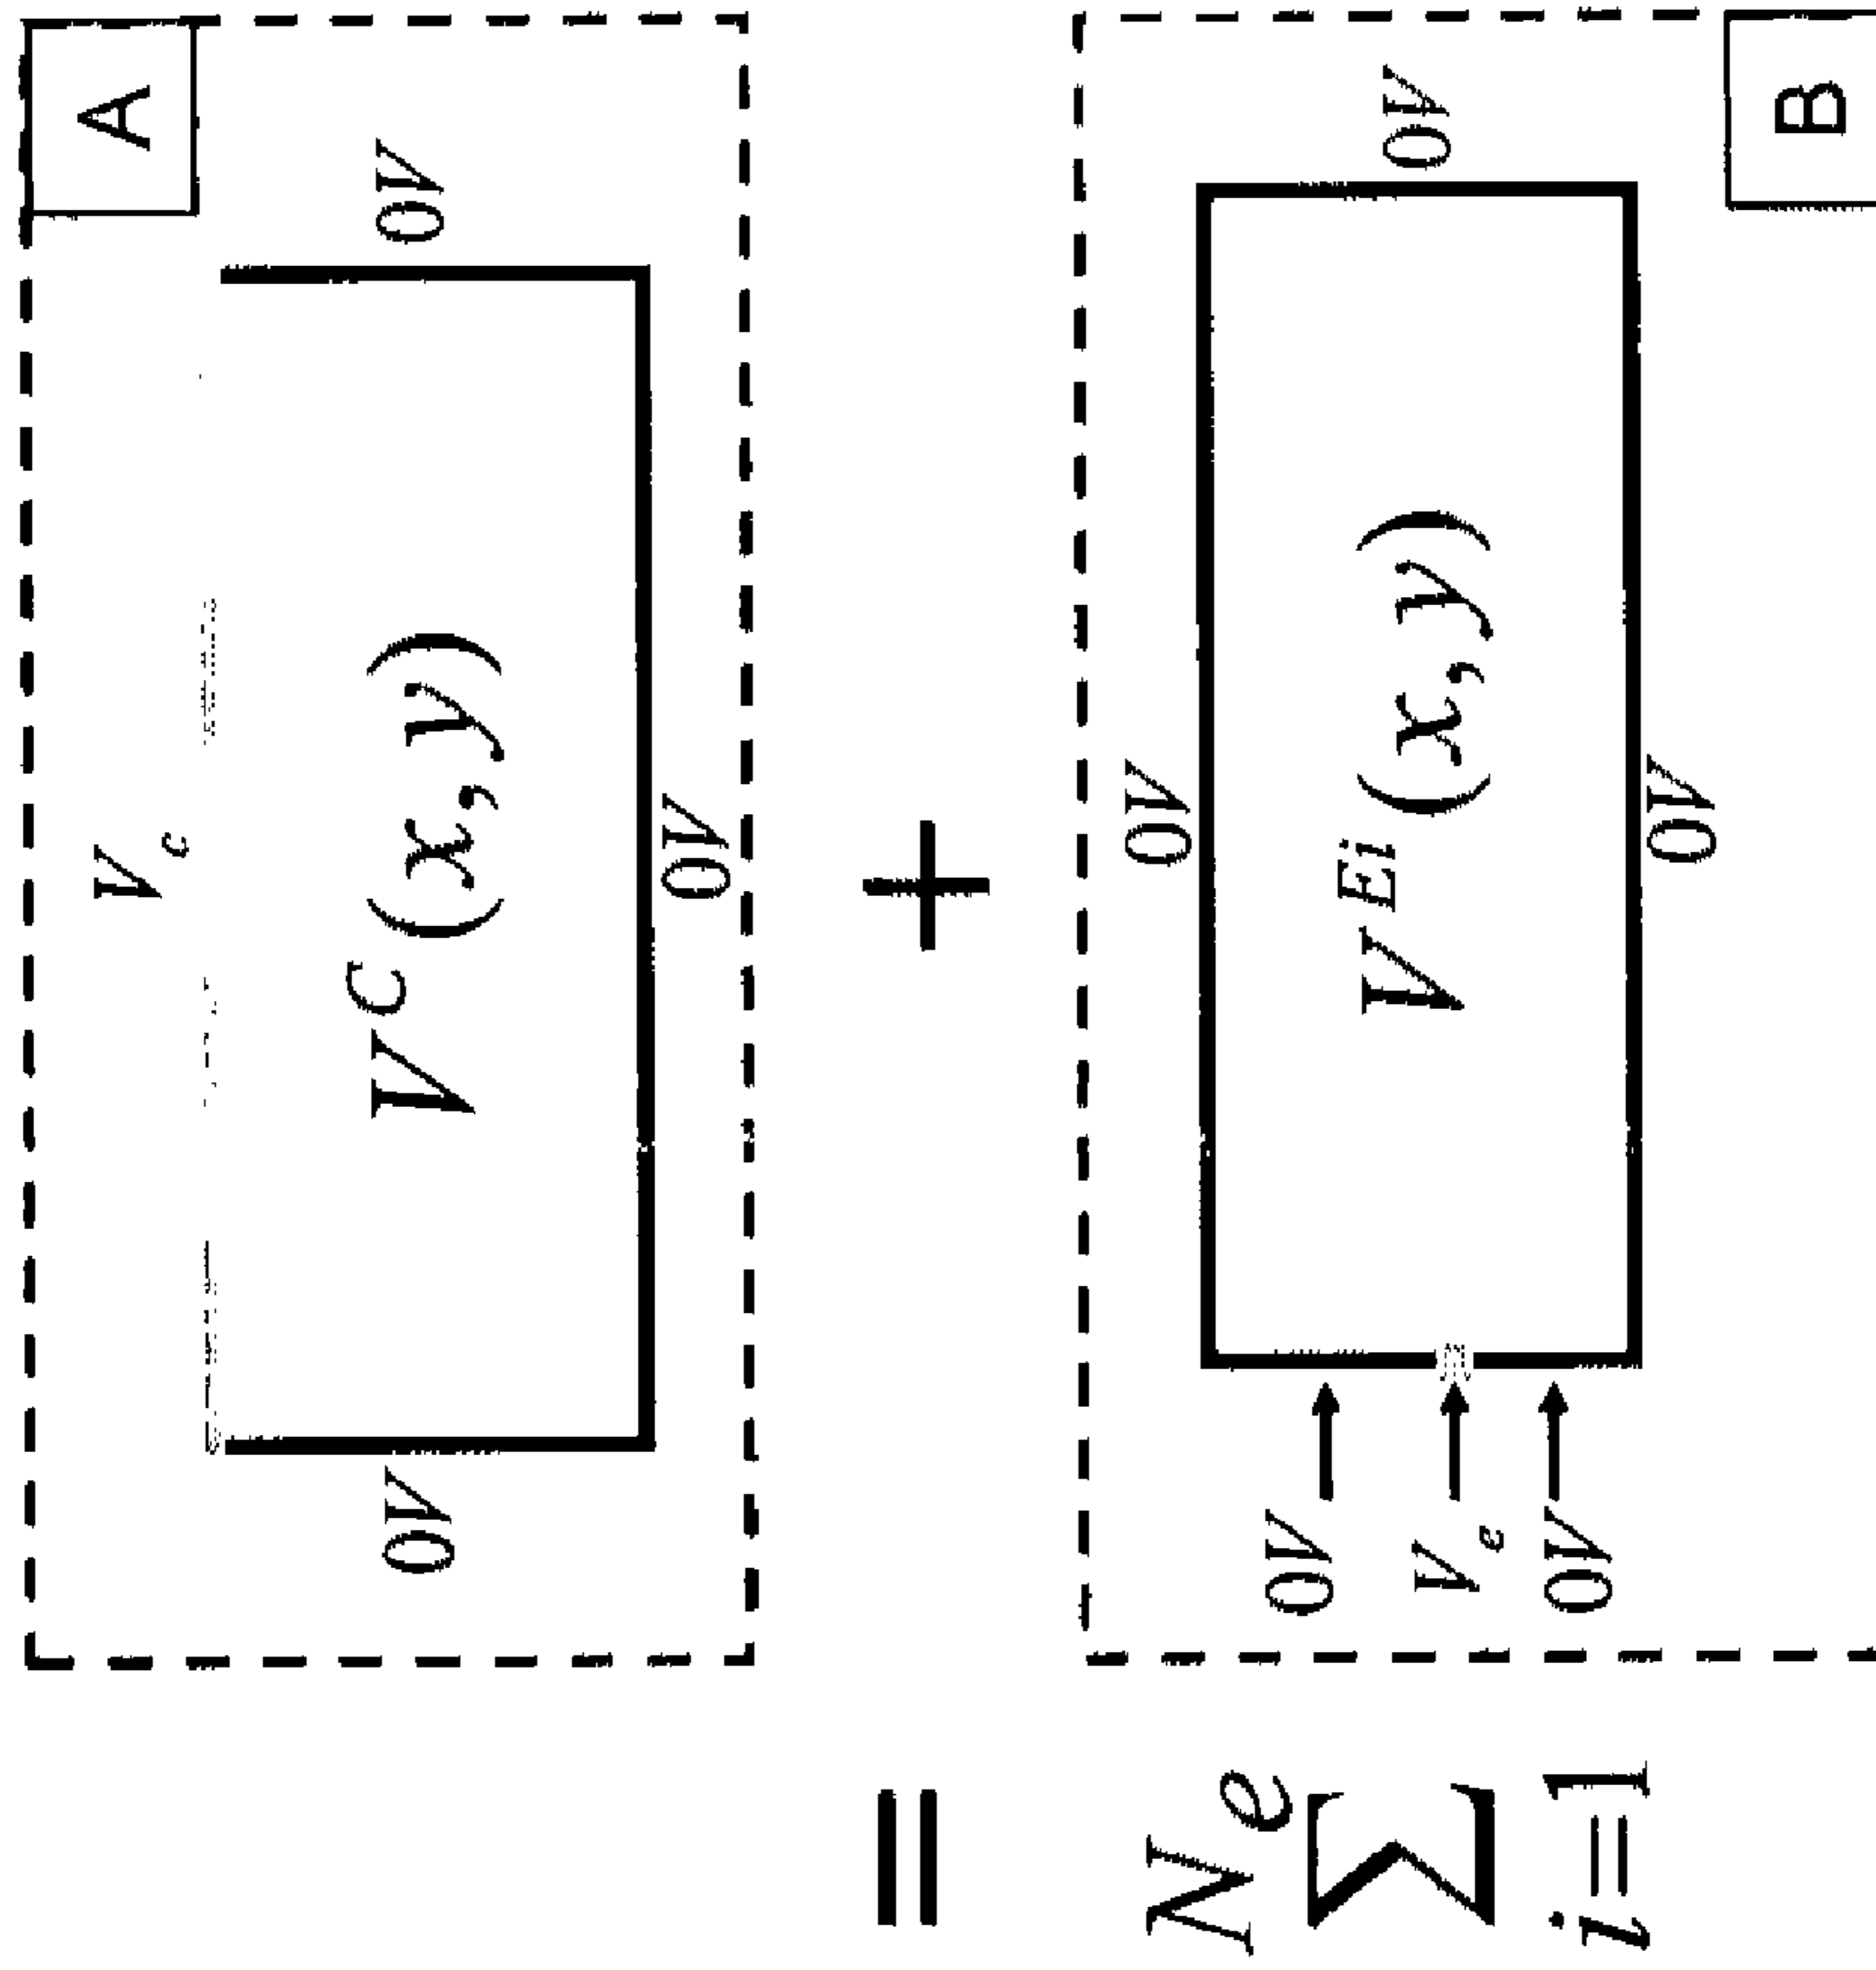 A
V_c
0V V^C(x,y) 0V
0V
= +
0V
N_e
0V
∑ V^{Ei}(x,y) 0V
V_e
0V
i=1
0V
B